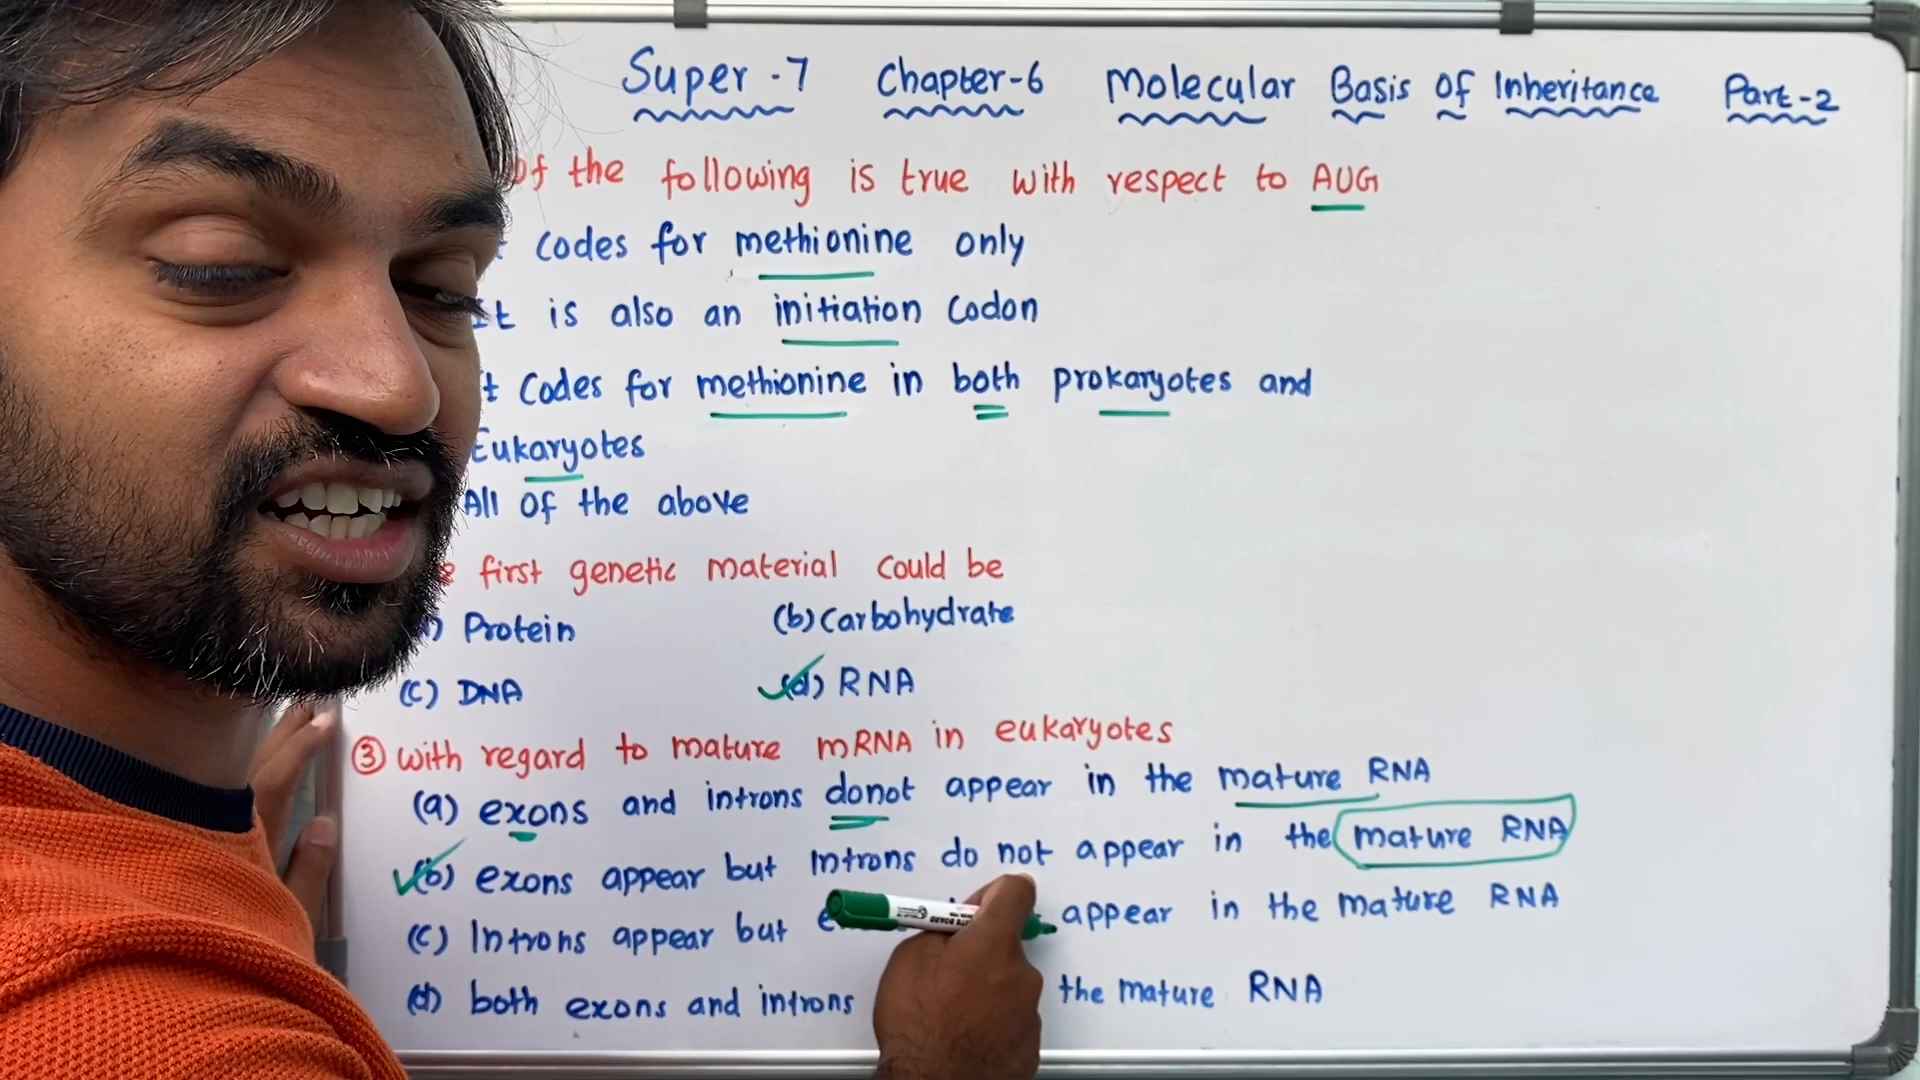 Super-7 Chapter-6 Molecular Basis of Inheritance Part-2
of the following is true with respect to AUG
codes for methionine only
It is also an initiation Codon
Codes for methionine in both prokaryotes and
Eukaryotes
All of the above
first genetic material could be
Protein (b) Carbohydrate
(c) DNA (d) RNA
③ with regard to mature mRNA in eukaryotes
(a) exons and introns donot appear in the mature RNA
(b) exons appear but Introns do not appear in the mature RNA
(c) Introns appear but appear in the mature RNA
(d) both exons and introns the mature RNA